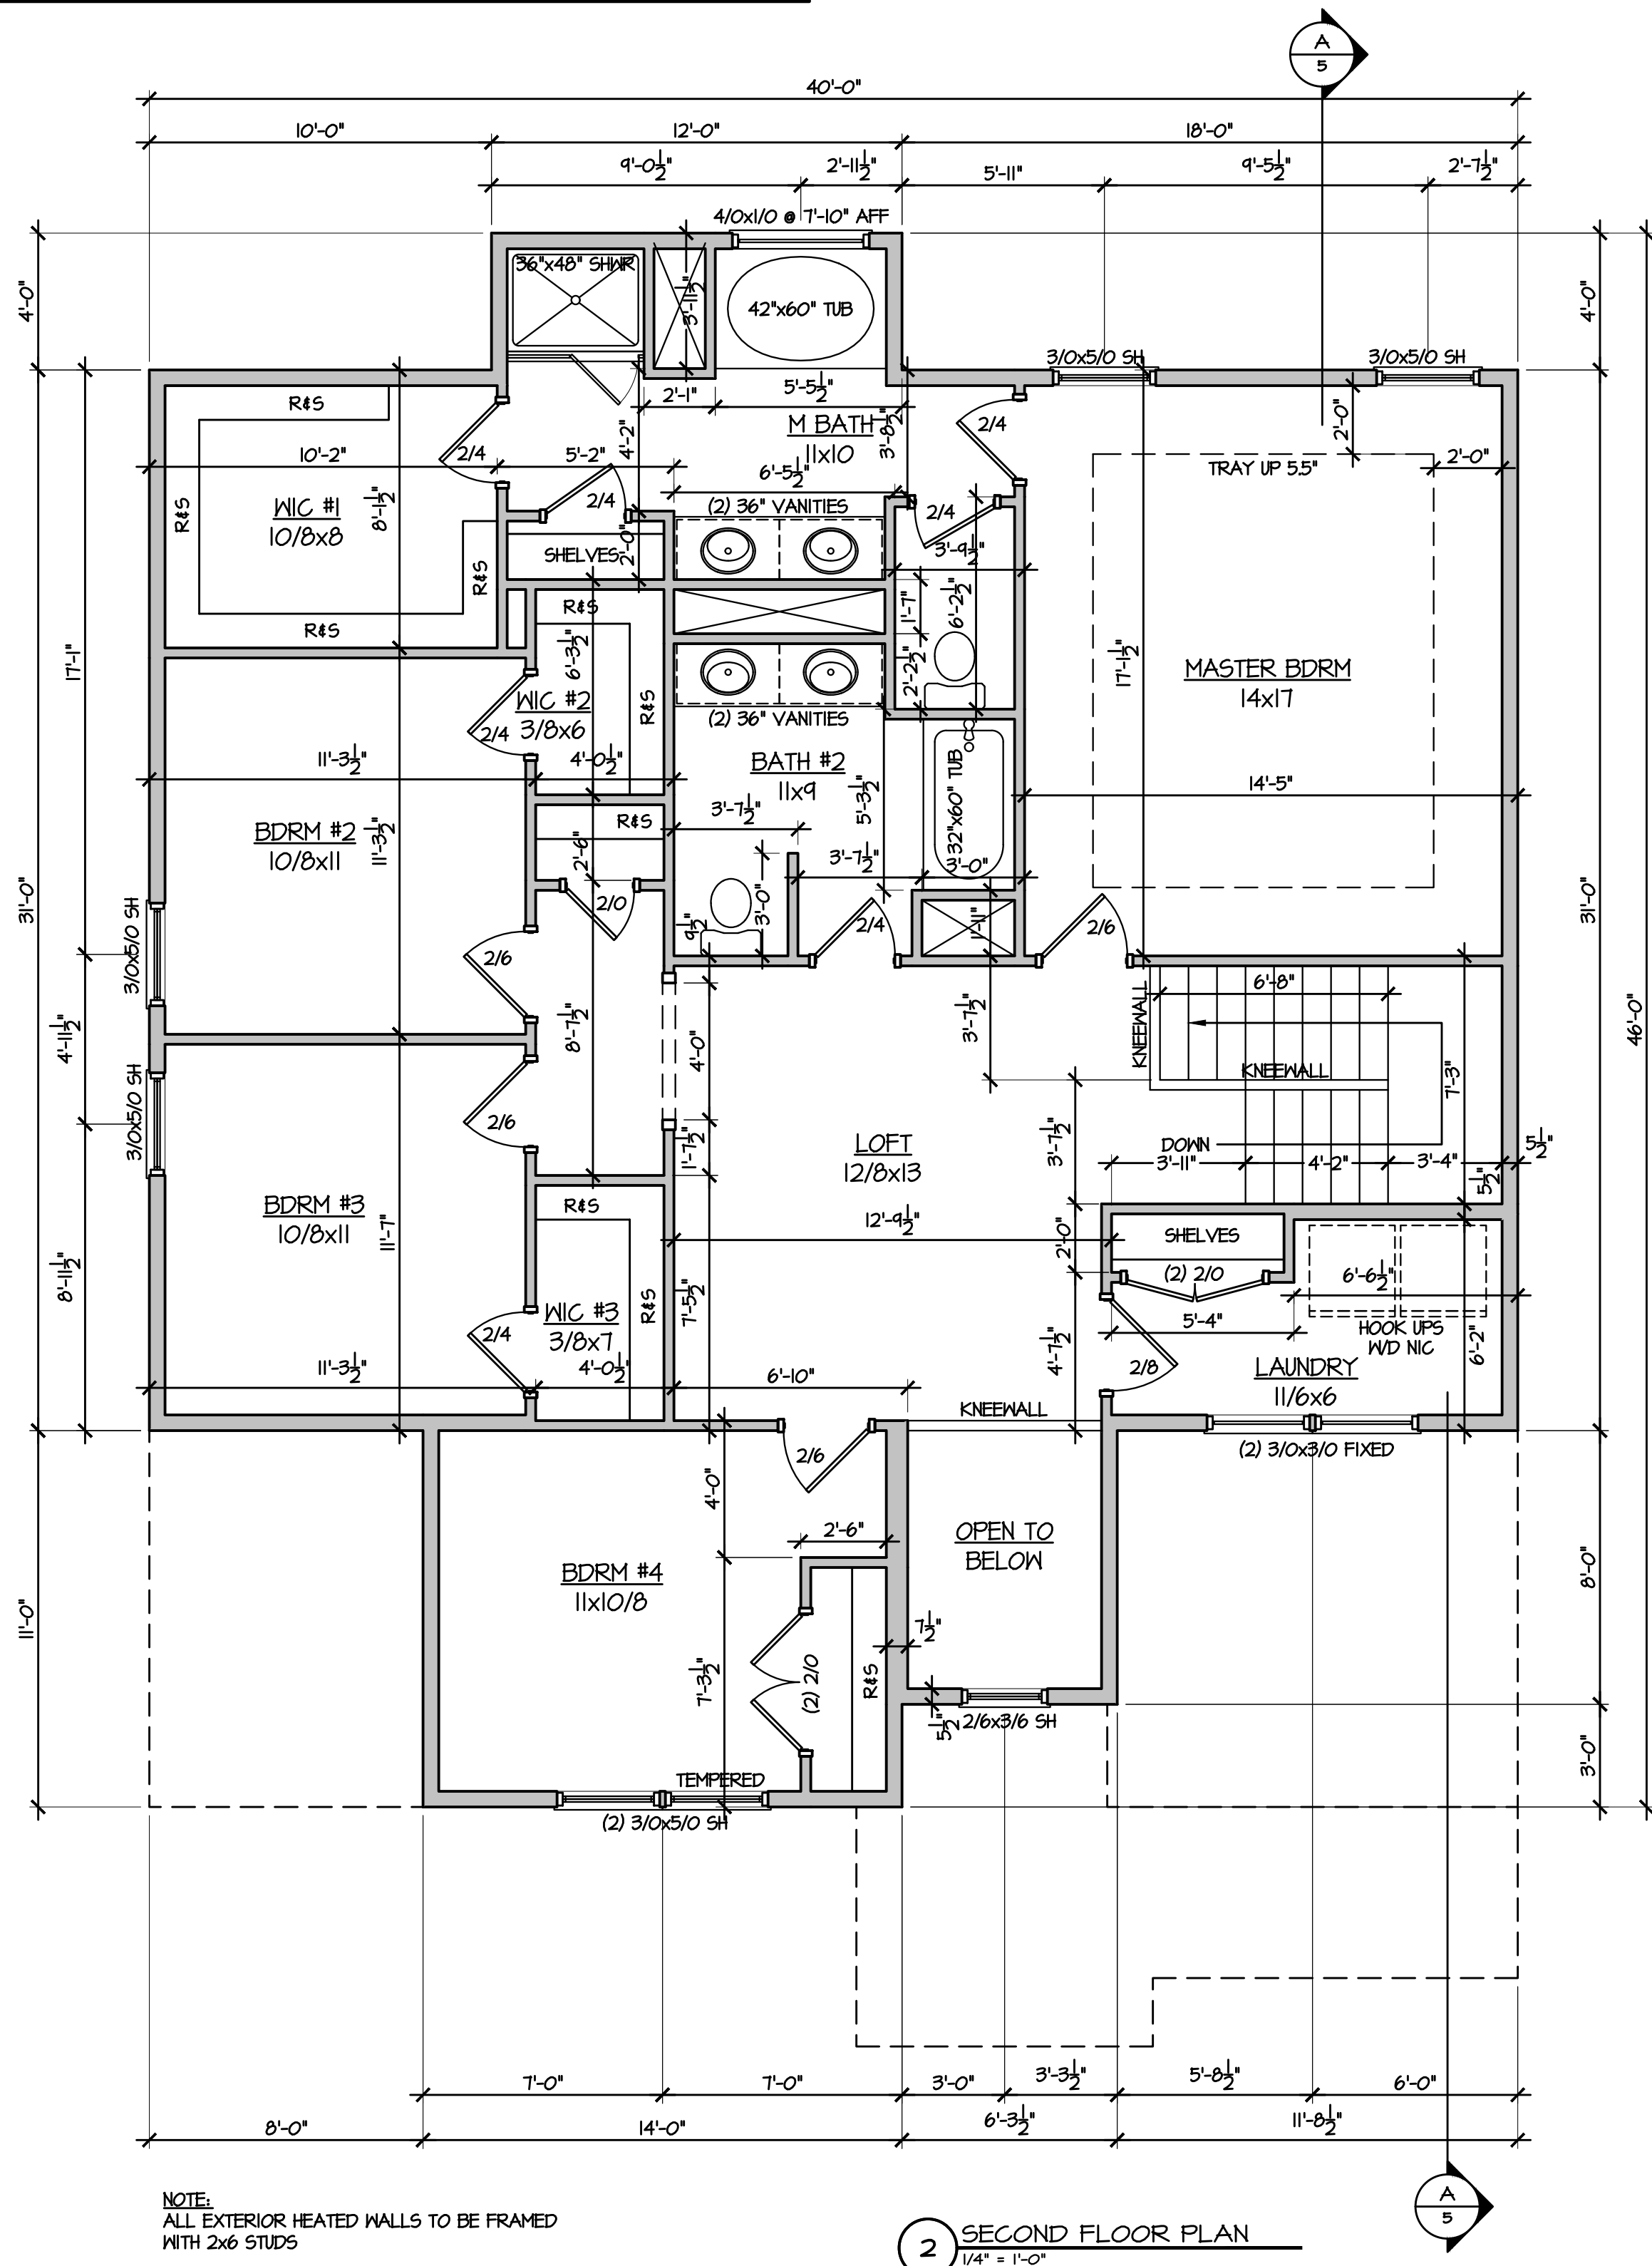 A
5
40'-0"
10'-0"
12'-0"
18'-0"
9'-0½"
2'-11½"
5'-11"
9'-5½"
2'-7½"
4/0x1/0 @ 7'-10" AFF
36"x48" SHWR
3'-11½"
42"x60" TUB
4'-0"
4'-0"
3/0x5/0 SH
3/0x5/0 SH
R&S
2'-1"
5'-5½"
M BATH
11x10
3'-8½"
4'-2"
2/4
2/4
2'-0"
TRAY UP 5.5"
2'-0"
10'-2"
5'-2"
6'-5½"
WIC #1
10/8x8
8'-1½"
R&S
2/4
(2) 36" VANITIES
2/4
SHELVES
2'-0"
3'-9½"
R&S
R&S
R&S
6'-3½"
1'-7"
6'-2½"
17'-1"
2'-2½"
17'-1½"
MASTER BDRM
14x17
WIC #2
3/8x6
R&S
2/4
(2) 36" VANITIES
11'-3½"
4'-0½"
BATH #2
11x9
5'-3½"
32"x60" TUB
14'-5"
BDRM #2
10/8x11
11'-3½"
R&S
3'-7½"
2'-6"
3'-7½"
3'-0"
31'-0"
31'-0"
2/0
9½"
3'-0"
2/4
1'-11"
2/6
3/0x5/0 SH
2/6
6'-8"
KNEEWALL
3'-7½"
46'-0"
4'-11½"
8'-7½"
4'-0"
KNEEWALL
7'-3"
3/0x5/0 SH
2/6
LOFT
12/8x13
1'-7½"
3'-7½"
DOWN
3'-11"
4'-2"
3'-4"
5½"
5½"
BDRM #3
10/8x11
11'-7"
R&S
12'-9½"
2'-0"
SHELVES
(2) 2/0
6'-6½"
8'-11½"
WIC #3
3/8x7
R&S
7'-5½"
2/4
5'-4"
HOOK UPS
W/D NIC
6'-2"
4'-7½"
2/8
LAUNDRY
11/6x6
11'-3½"
4'-0½"
6'-10"
KNEEWALL
(2) 3/0x3/0 FIXED
2/6
4'-0"
2'-6"
OPEN TO
BELOW
BDRM #4
11x10/8
8'-0"
11'-0"
7½"
7'-3½"
(2) 2/0
R&S
5½"
2/6x3/6 SH
3'-0"
TEMPERED
(2) 3/0x5/0 SH
7'-0"
7'-0"
3'-0"
3'-3½"
5'-8½"
6'-0"
8'-0"
14'-0"
6'-3½"
11'-8½"
A
5
NOTE:
ALL EXTERIOR HEATED WALLS TO BE FRAMED
WITH 2x6 STUDS
2
SECOND FLOOR PLAN
1/4" = 1'-0"